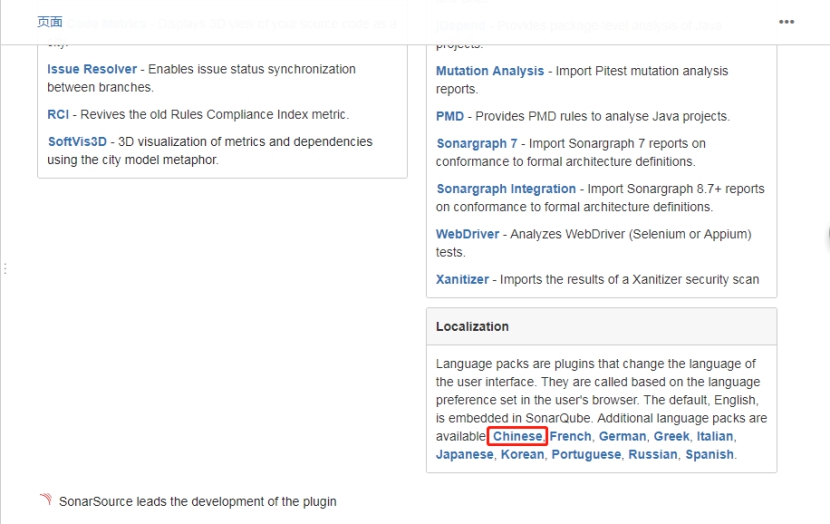 页面
Issue Resolver - Enables issue status synchronization
between branches.
RCI - Revives the old Rules Compliance Index metric.
SoftVis3D - 3D visualization of metrics and dependencies
using the city model metaphor.
projects.
Mutation Analysis - Import Pitest mutation analysis
reports.
PMD - Provides PMD rules to analyse Java projects.
Sonargraph 7 - Import Sonargraph 7 reports on
conformance to formal architecture definitions.
Sonargraph Integration - Import Sonargraph 8.7+ reports
on conformance to formal architecture definitions.
WebDriver - Analyzes WebDriver (Selenium or Appium)
tests.
Xanitizer - Imports the results of a Xanitizer security scan
Localization
Language packs are plugins that change the language of
the user interface. They are called based on the language
preference set in the user's browser. The default, English,
is embedded in SonarQube. Additional language packs are
available Chinese, French, German, Greek, Italian,
Japanese, Korean, Portuguese, Russian, Spanish.
SonarSource leads the development of the plugin